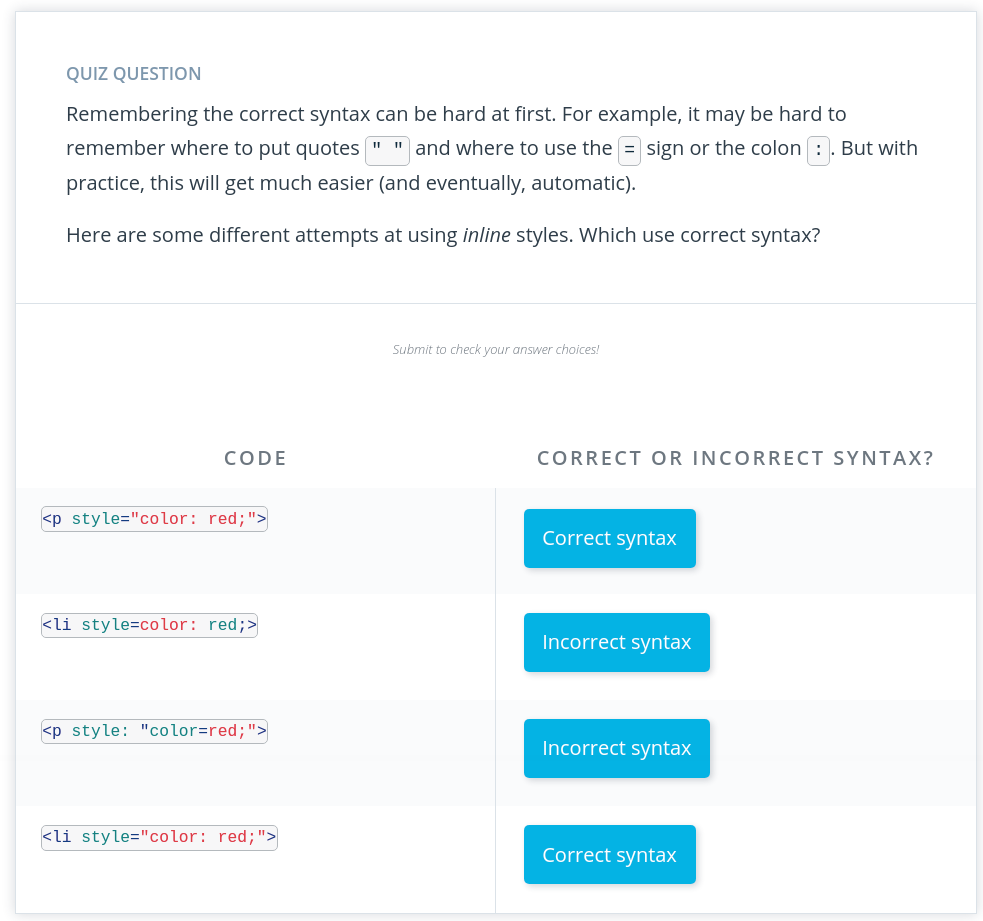 QUIZ QUESTION
Remembering the correct syntax can be hard at first. For example, it may be hard to
remember where to put quotes " " and where to use the = sign or the colon : . But with
practice, this will get much easier (and eventually, automatic).
Here are some different attempts at using inline styles. Which use correct syntax?
Submit to check your answer choices!
CODE CORRECT OR INCORRECT SYNTAX?
<p style="color: red;"> Correct syntax
<li style=color: red;> Incorrect syntax
<p style: "color=red;"> Incorrect syntax
<li style="color: red;"> Correct syntax